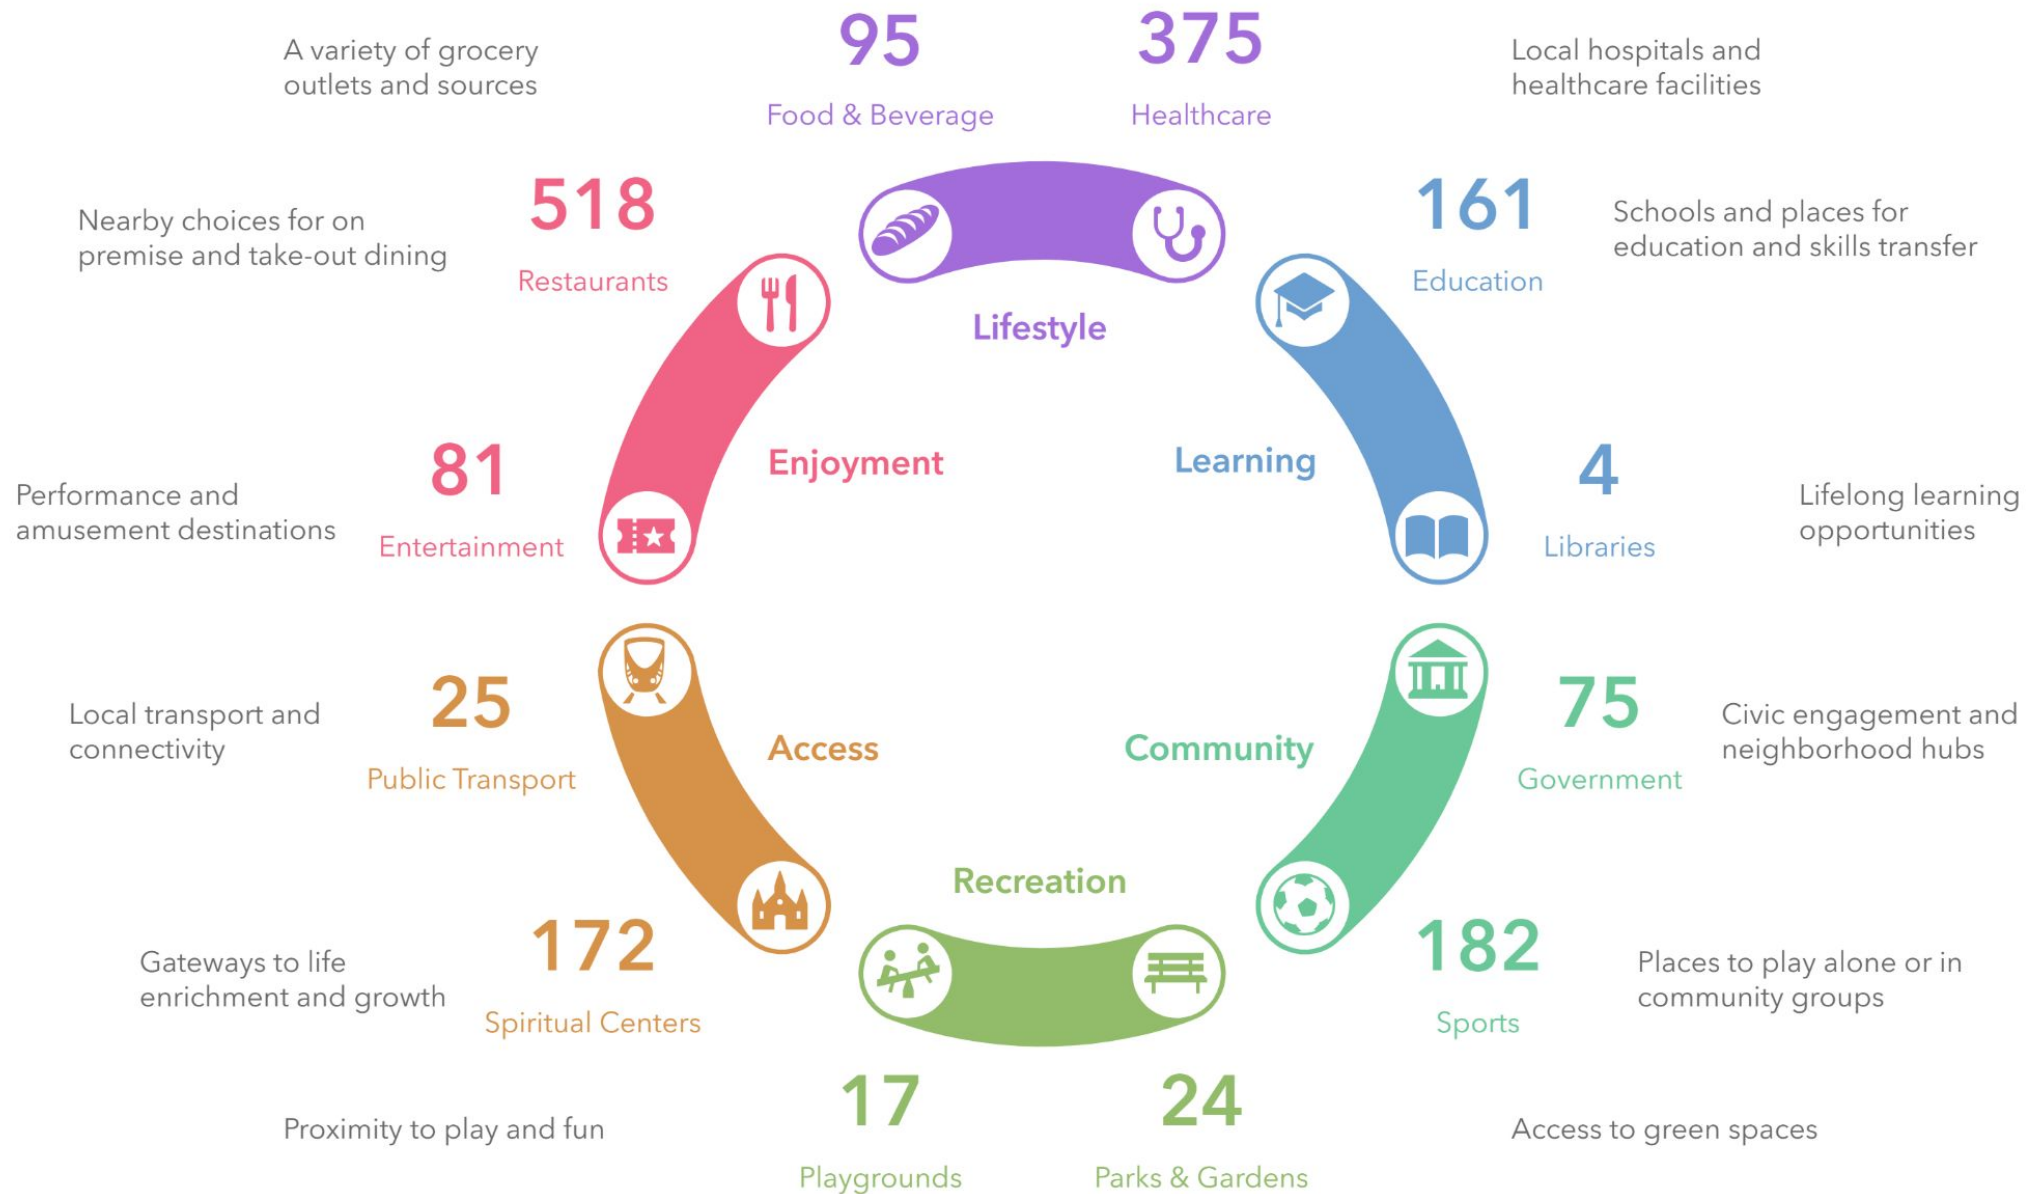 A variety of grocery
outlets and sources
95
Food & Beverage
375
Healthcare
Local hospitals and
healthcare facilities
Nearby choices for on
premise and take-out dining
518
Restaurants
Lifestyle
161
Education
Schools and places for
education and skills transfer
Performance and
amusement destinations
81
Entertainment
Enjoyment
Learning
4
Libraries
Lifelong learning
opportunities
Local transport and
connectivity
25
Public Transport
Access
Community
75
Government
Civic engagement and
neighborhood hubs
Gateways to life
enrichment and growth
172
Spiritual Centers
Recreation
182
Sports
Places to play alone or in
community groups
Proximity to play and fun
17
Playgrounds
24
Parks & Gardens
Access to green spaces